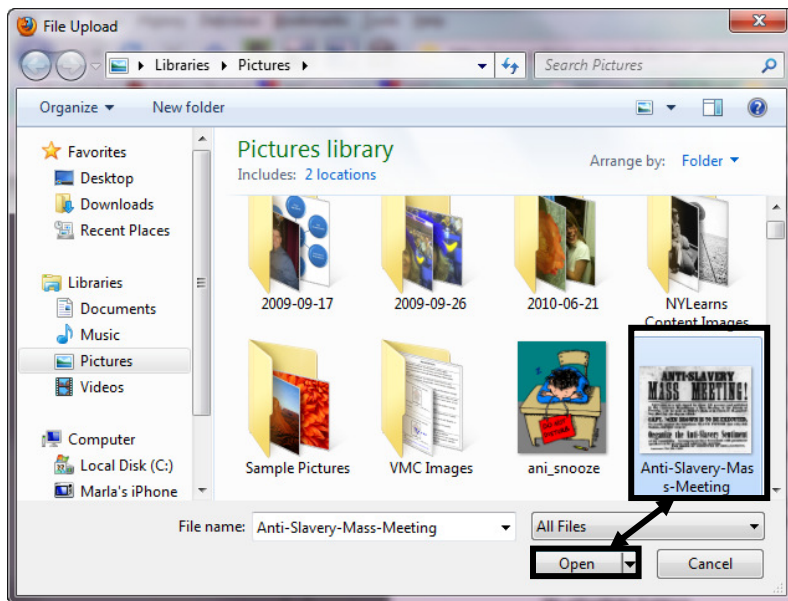 File Upload
Libraries Pictures
Search Pictures
Organize New folder
Favorites
Desktop
Downloads
Recent Places
Libraries
Documents
Music
Pictures
Videos
Computer
Local Disk (C:)
Marla's iPhone
Pictures library
Includes: 2 locations
Arrange by: Folder
2009-09-17
2009-09-26
2010-06-21
NYLearns
Content Images
Sample Pictures
VMC Images
ani_snooze
ANTI-SLAVERY
MASS MEETING!
Anti-Slavery-Mas
s-Meeting
File name: Anti-Slavery-Mass-Meeting
All Files
Open
Cancel